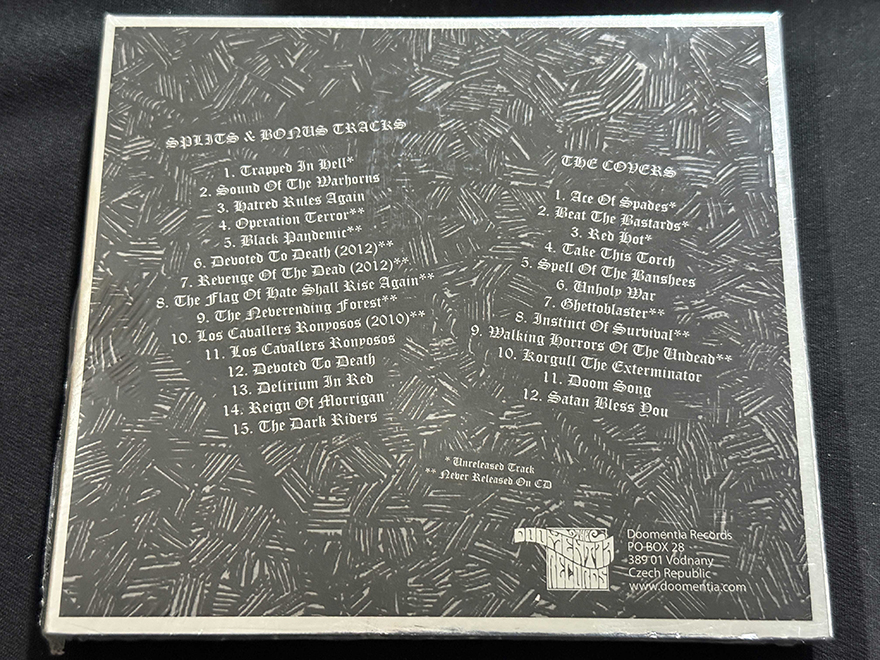 SPLITS & BONUS TRACKS
1. Trapped In Hell*
2. Sound Of The Warhorns
3. Hatred Rules Again
4. Operation Terror**
5. Black Pandemic**
6. Devoted To Death (2012)**
7. Revenge Of The Dead (2012)**
8. The Flag Of Hate Shall Rise Again**
9. The Neverending Forest**
10. Los Cavallers Ronyosos (2010)**
11. Los Cavallers Ronyosos
12. Devoted To Death
13. Delirium In Red
14. Reign Of Morrigan
15. The Dark Riders
THE COVERS
1. Ace Of Spades*
2. Beat The Bastards*
3. Red Hot*
4. Take This Torch
5. Spell Of The Banshees
6. Unholy War
7. Ghettoblaster**
8. Instinct Of Survival**
9. Walking Horrors Of The Undead**
10. Korgull The Exterminator
11. Doom Song
12. Satan Bless You
* Unreleased Track
** Never Released On CD
DOOMENTIA
RECORDS
Doomentia Records
PO BOX 28
389 01 Vodnany
Czech Republic
www.doomentia.com